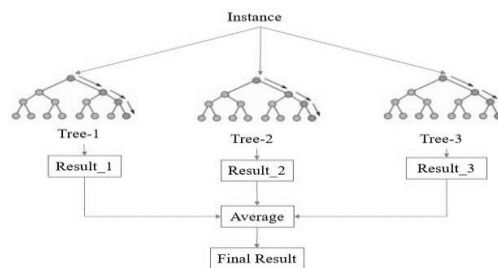 Instance
Tree-1
Tree-2
Tree-3
Result_1
Result_2
Result_3
Average
Final Result